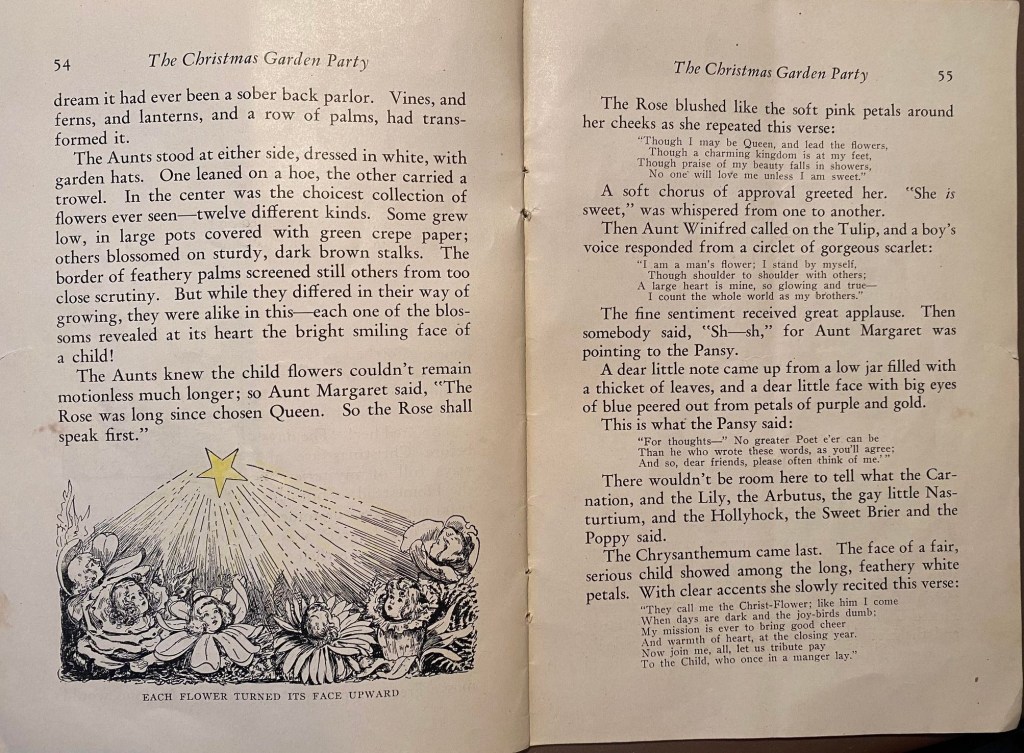 54
The Christmas Garden Party
dream it had ever been a sober back parlor. Vines, and
ferns, and lanterns, and a row of palms, had trans-
formed it.
The Aunts stood at either side, dressed in white, with
garden hats. One leaned on a hoe, the other carried a
trowel. In the center was the choicest collection of
flowers ever seen—twelve different kinds. Some grew
low, in large pots covered with green crepe paper;
others blossomed on sturdy, dark brown stalks. The
border of feathery palms screened still others from too
close scrutiny. But while they differed in their way of
growing, they were alike in this—each one of the blos-
soms revealed at its heart the bright smiling face of
a child!
The Aunts knew the child flowers couldn't remain
motionless much longer; so Aunt Margaret said, "The
Rose was long since chosen Queen. So the Rose shall
speak first."
EACH FLOWER TURNED ITS FACE UPWARD
The Christmas Garden Party
55
The Rose blushed like the soft pink petals around
her cheeks as she repeated this verse:
"Though I may be Queen, and lead the flowers,
Though a charming kingdom is at my feet,
Though praise of my beauty falls in showers,
No one will love me unless I am sweet."
A soft chorus of approval greeted her. "She is
sweet," was whispered from one to another.
Then Aunt Winifred called on the Tulip, and a boy's
voice responded from a circlet of gorgeous scarlet:
"I am a man's flower; I stand by myself,
Though shoulder to shoulder with others;
A large heart is mine, so glowing and true—
I count the whole world as my brothers."
The fine sentiment received great applause. Then
somebody said, "Sh—sh," for Aunt Margaret was
pointing to the Pansy.
A dear little note came up from a low jar filled with
a thicket of leaves, and a dear little face with big eyes
of blue peered out from petals of purple and gold.
This is what the Pansy said:
"For thoughts—" No greater Poet e'er can be
Than he who wrote these words, as you'll agree;
And so, dear friends, please often think of me.'"
There wouldn't be room here to tell what the Car-
nation, and the Lily, the Arbutus, the gay little Nas-
turtium, and the Hollyhock, the Sweet Brier and the
Poppy said.
The Chrysanthemum came last. The face of a fair,
serious child showed among the long, feathery white
petals. With clear accents she slowly recited this verse:
"They call me the Christ-Flower; like him I come
When days are dark and the joy-birds dumb;
My mission is ever to bring good cheer
And warmth of heart, at the closing year.
Now join me, all, let us tribute pay
To the Child, who once in a manger lay."